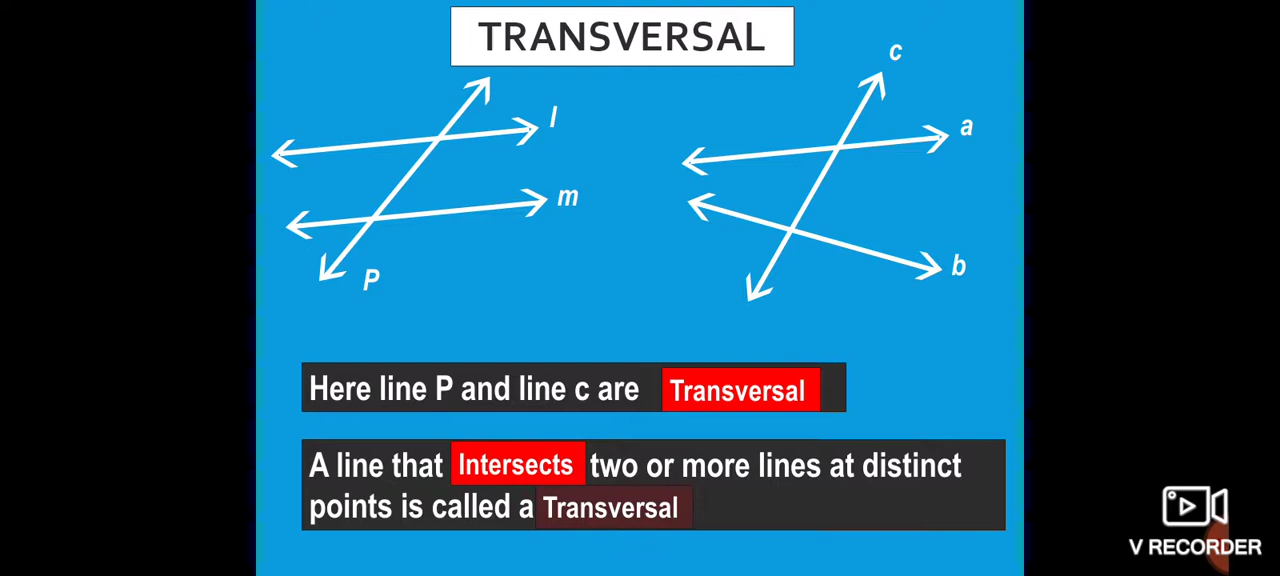 TRANSVERSAL
c
l
a
m
b
P
Here line P and line c are Transversal
A line that Intersects two or more lines at distinct
points is called a Transversal
V RECORDER